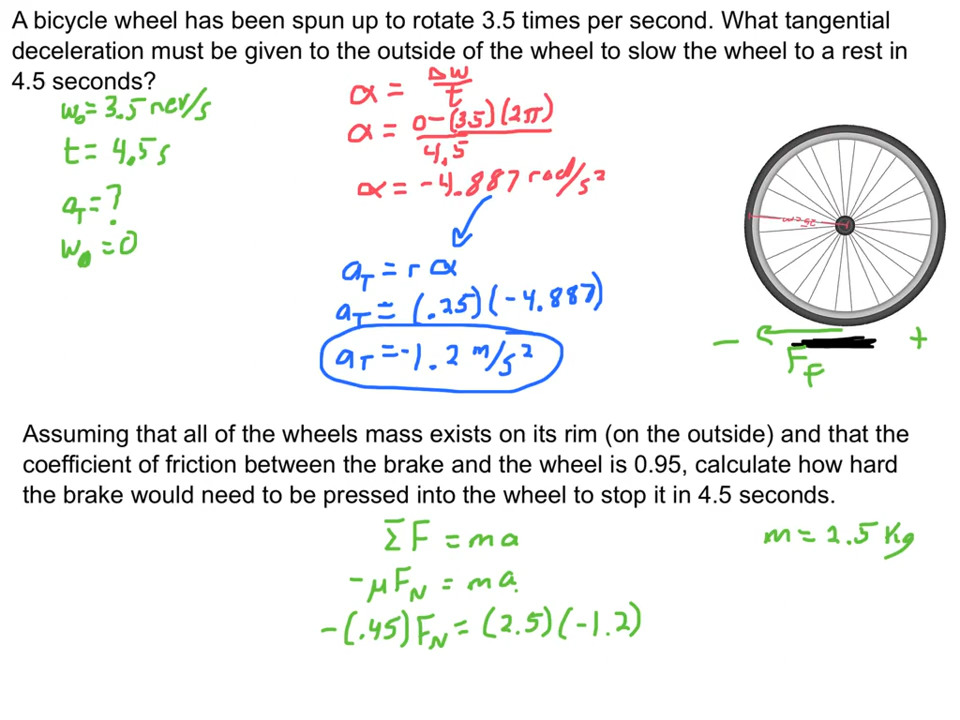 A bicycle wheel has been spun up to rotate 3.5 times per second. What tangential
deceleration must be given to the outside of the wheel to slow the wheel to a rest in
4.5 seconds?
ω₀ = 3.5 rev/s
t = 4.5 s
a_T = ?
ω₀ = 0
α = Δω/t
α = 0-(3.5)(2π)/4.5
α = -4.887 rad/s²
a_T = r α
a_T = (.25)(-4.887)
a_T = -1.2 m/s²
- +
F_F
Assuming that all of the wheels mass exists on its rim (on the outside) and that the
coefficient of friction between the brake and the wheel is 0.95, calculate how hard
the brake would need to be pressed into the wheel to stop it in 4.5 seconds.
ΣF = ma
m = 2.5 Kg
-μF_N = ma
-(.45)F_N = (2.5)(-1.2)